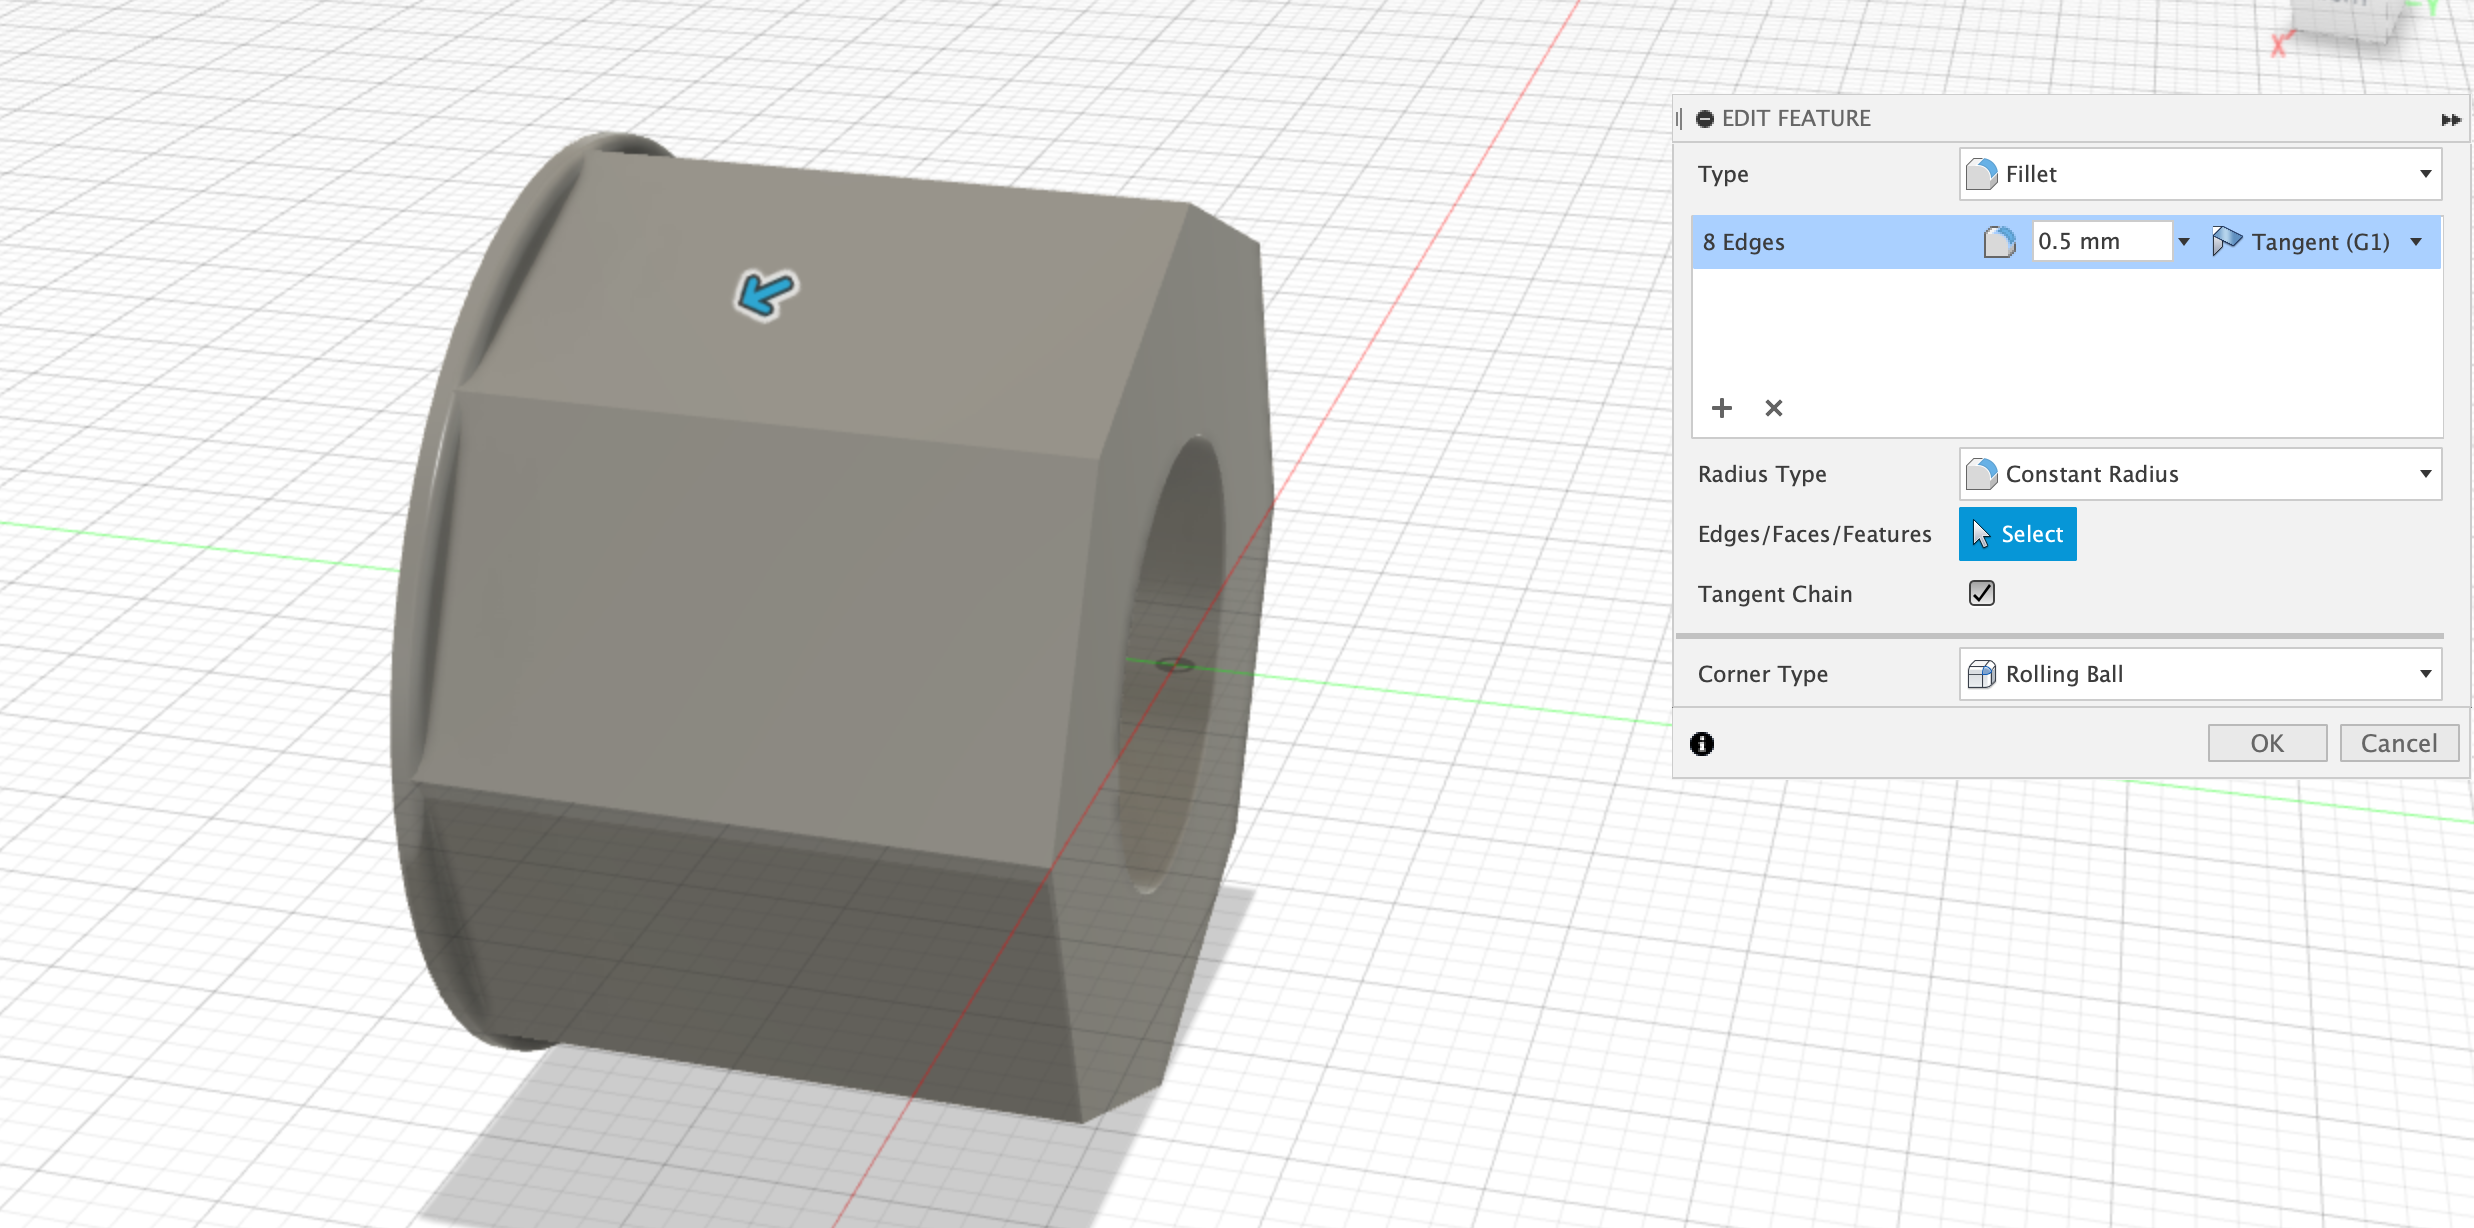 X
EDIT FEATURE
Type
Fillet
8 Edges
0.5 mm
Tangent (G1)
Radius Type
Constant Radius
Edges/Faces/Features
Select
Tangent Chain
Corner Type
Rolling Ball
OK
Cancel